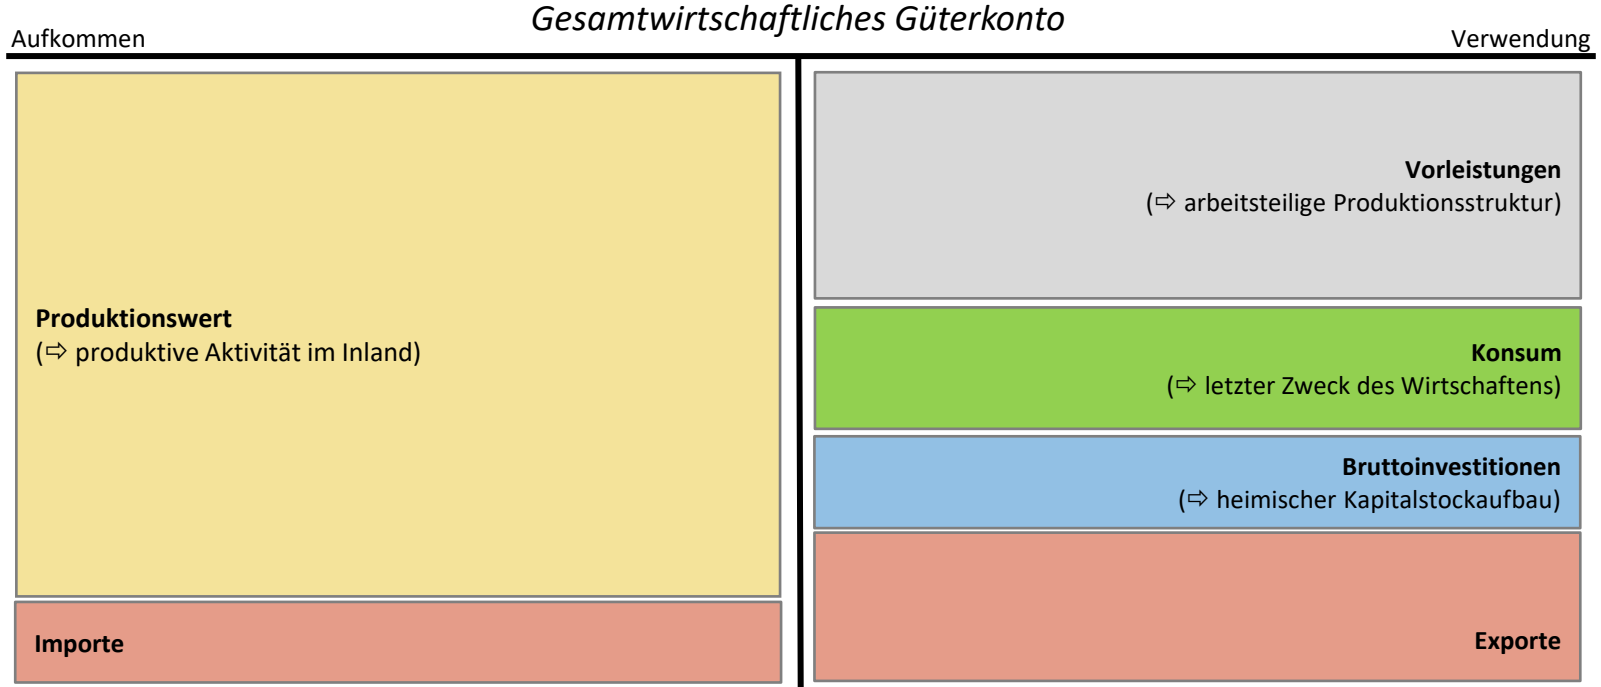 Gesamtwirtschaftliches Güterkonto
Aufkommen
Verwendung
Produktionswert
(⇨ produktive Aktivität im Inland)
Importe
Vorleistungen
(⇨ arbeitsteilige Produktionsstruktur)
Konsum
(⇨ letzter Zweck des Wirtschaftens)
Bruttoinvestitionen
(⇨ heimischer Kapitalstockaufbau)
Exporte